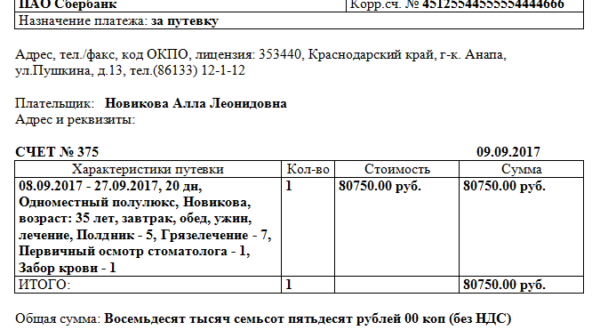 ПАО Сбербанк Корр.сч. № 45125544555554444666
Назначение платежа: за путевку
Адрес, тел./факс, код ОКПО, лицензия: 353440, Краснодарский край, г-к. Анапа,
ул.Пушкина, д.13, тел.(86133) 12-1-12
Плательщик: Новикова Алла Леонидовна
Адрес и реквизиты:
СЧЕТ № 375 09.09.2017
Характеристики путевки Кол-во Стоимость Сумма
08.09.2017 - 27.09.2017, 20 дн, 1 80750.00 руб. 80750.00 руб.
Одноместный полулюкс, Новикова,
возраст: 35 лет, завтрак, обед, ужин,
лечение, Полдник - 5, Грязелечение - 7,
Первичный осмотр стоматолога - 1,
Забор крови - 1
ИТОГО: 1 80750.00 руб.
Общая сумма: Восемьдесят тысяч семьсот пятьдесят рублей 00 коп (без НДС)